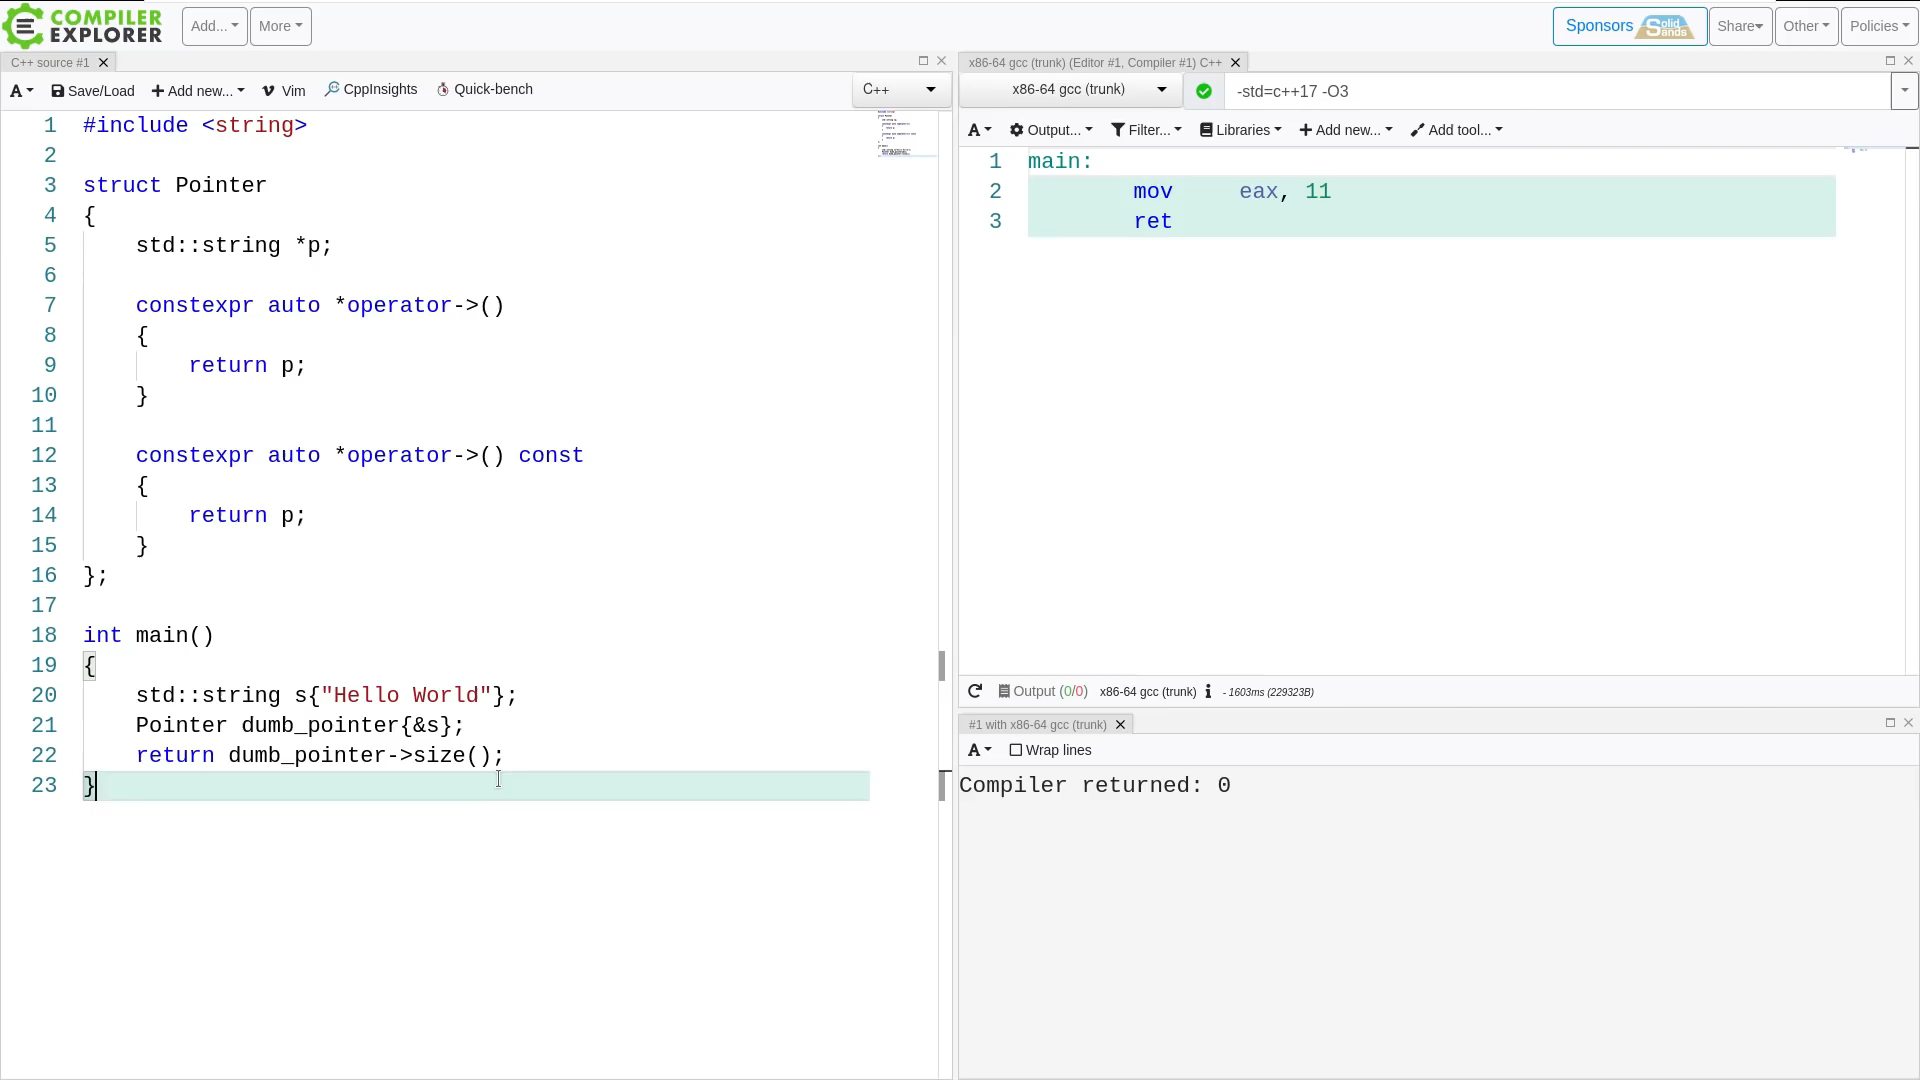 COMPILER
EXPLORER
Add...
More
Sponsors
Solid Sands
Share
Other
Policies
C++ source #1
A
Save/Load
Add new...
Vim
CppInsights
Quick-bench
C++
1 #include <string>
2
3 struct Pointer
4 {
5     std::string *p;
6
7     constexpr auto *operator->()
8     {
9         return p;
10     }
11
12     constexpr auto *operator->() const
13     {
14         return p;
15     }
16 };
17
18 int main()
19 {
20     std::string s{"Hello World"};
21     Pointer dumb_pointer{&s};
22     return dumb_pointer->size();
23 }
x86-64 gcc (trunk) (Editor #1, Compiler #1) C++
x86-64 gcc (trunk)
-std=c++17 -O3
A
Output...
Filter...
Libraries
Add new...
Add tool...
1 main:
2         mov     eax, 11
3         ret
Output (0/0)
x86-64 gcc (trunk)
- 1603ms (229323B)
#1 with x86-64 gcc (trunk)
A
Wrap lines
Compiler returned: 0